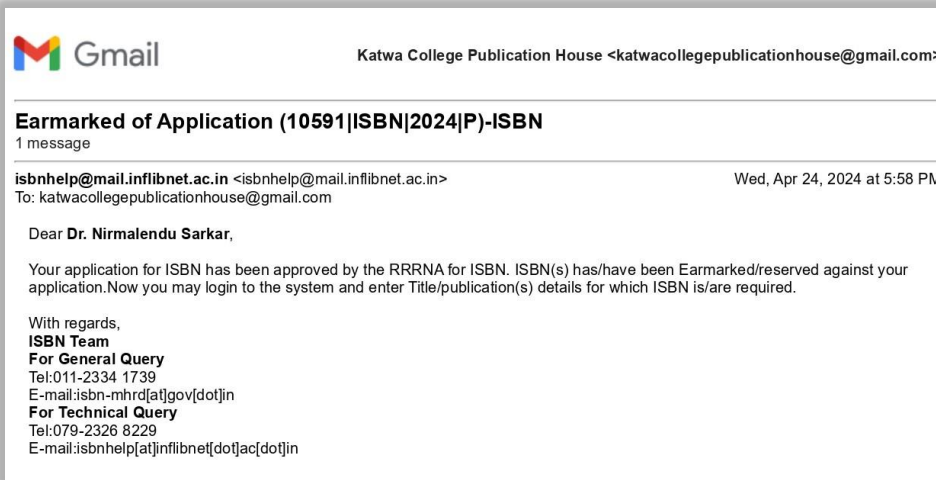 Gmail
Katwa College Publication House <katwacollegepublicationhouse@gmail.com>
Earmarked of Application (10591|ISBN|2024|P)-ISBN
1 message
isbnhelp@mail.inflibnet.ac.in <isbnhelp@mail.inflibnet.ac.in> Wed, Apr 24, 2024 at 5:58 PM
To: katwacollegepublicationhouse@gmail.com
Dear Dr. Nirmalendu Sarkar,
Your application for ISBN has been approved by the RRRNA for ISBN. ISBN(s) has/have been Earmarked/reserved against your
application.Now you may login to the system and enter Title/publication(s) details for which ISBN is/are required.
With regards,
ISBN Team
For General Query
Tel:011-2334 1739
E-mail:isbn-mhrd[at]gov[dot]in
For Technical Query
Tel:079-2326 8229
E-mail:isbnhelp[at]inflibnet[dot]ac[dot]in